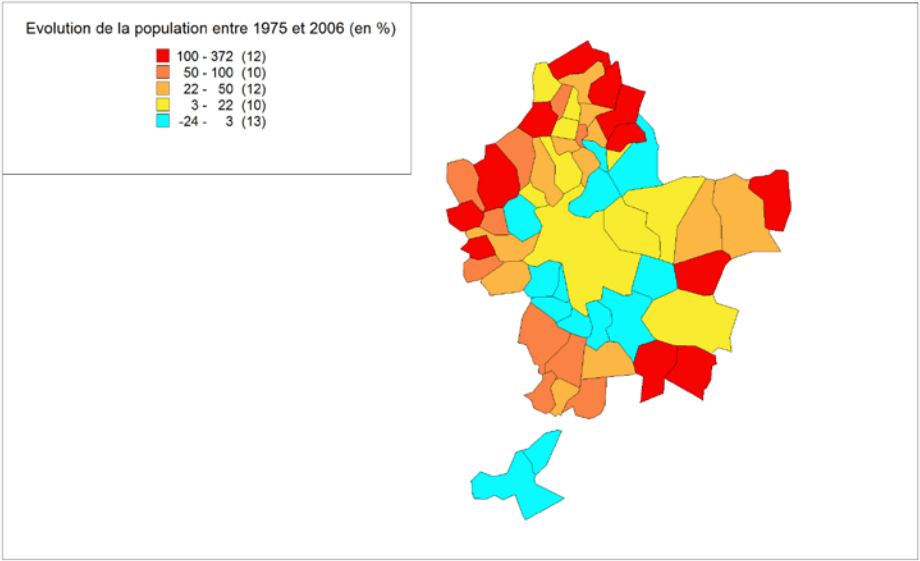 Evolution de la population entre 1975 et 2006 (en %)
100 - 372 (12)
50 - 100 (10)
22 - 50 (12)
3 - 22 (10)
-24 - 3 (13)